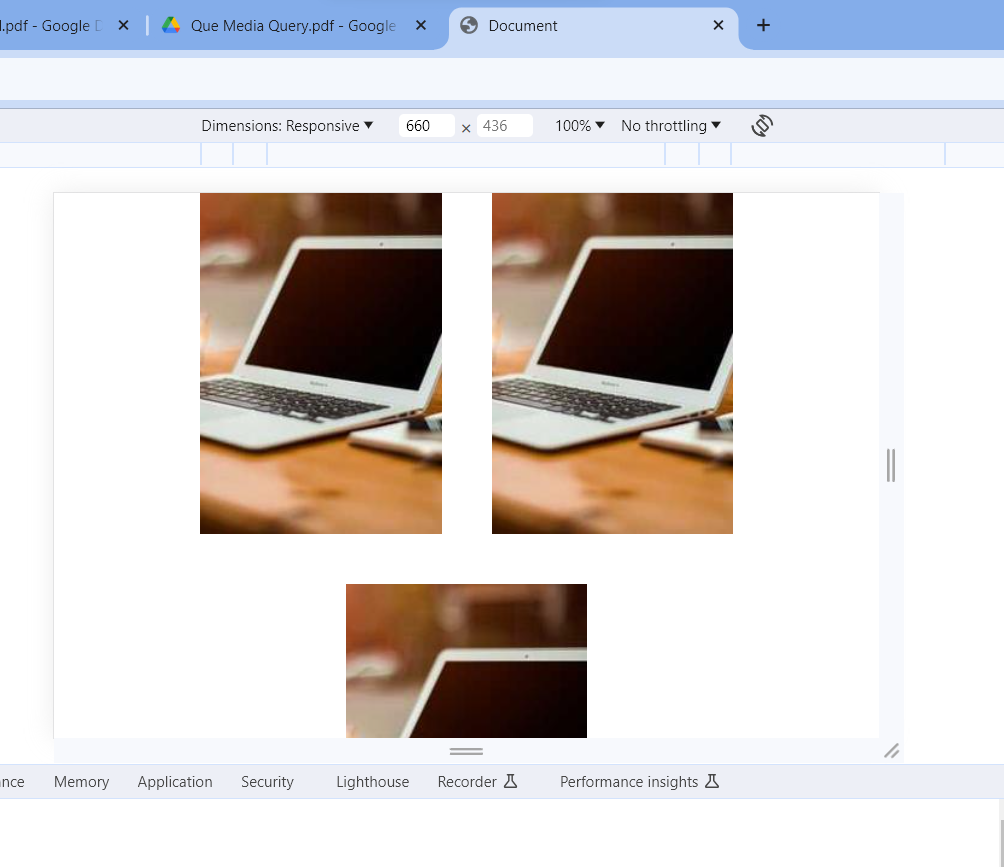 l.pdf - Google D
Que Media Query.pdf - Google
Document
Dimensions: Responsive
660 × 436
100%
No throttling
nce
Memory
Application
Security
Lighthouse
Recorder
Performance insights